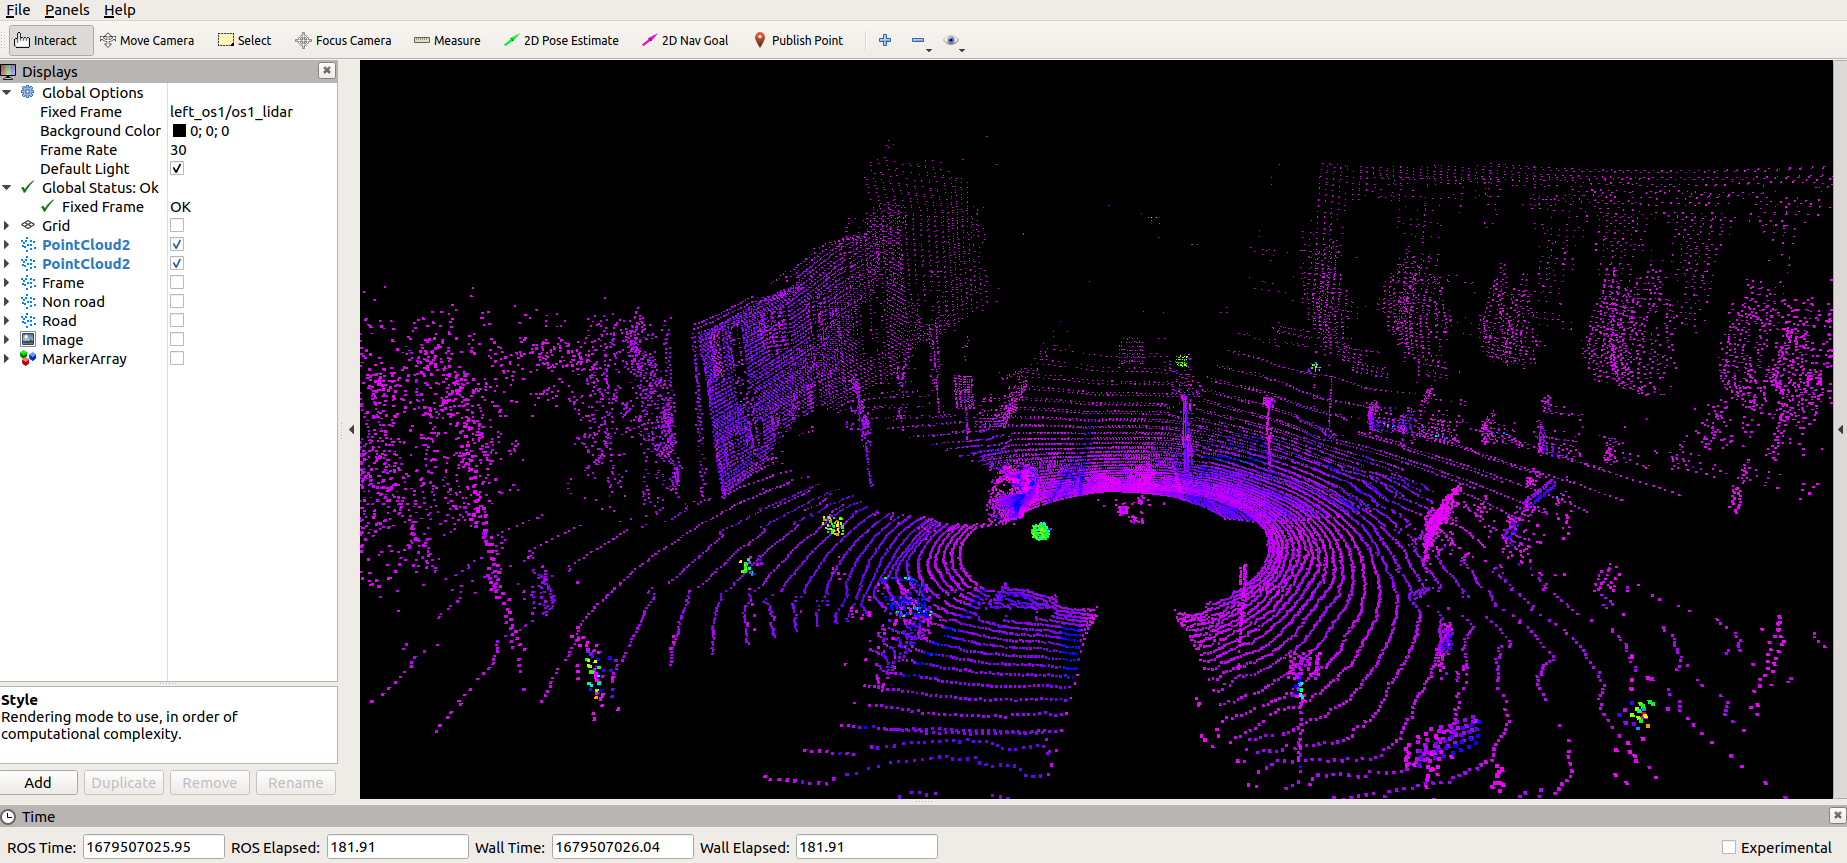 File Panels Help
Interact Move Camera Select Focus Camera Measure 2D Pose Estimate 2D Nav Goal Publish Point
Displays
Global Options
Fixed Frame left_os1/os1_lidar
Background Color 0; 0; 0
Frame Rate 30
Default Light
Global Status: Ok
Fixed Frame OK
Grid
PointCloud2
PointCloud2
Frame
Non road
Road
Image
MarkerArray
Style
Rendering mode to use, in order of
computational complexity.
Add Duplicate Remove Rename
Time
ROS Time: 1679507025.95 ROS Elapsed: 181.91 Wall Time: 1679507026.04 Wall Elapsed: 181.91 Experimental